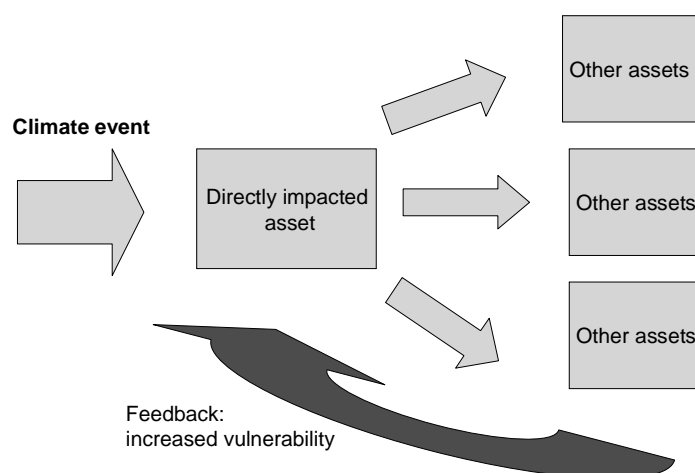 Climate event
Directly impacted
asset
Other assets
Other assets
Other assets
Feedback:
increased vulnerability